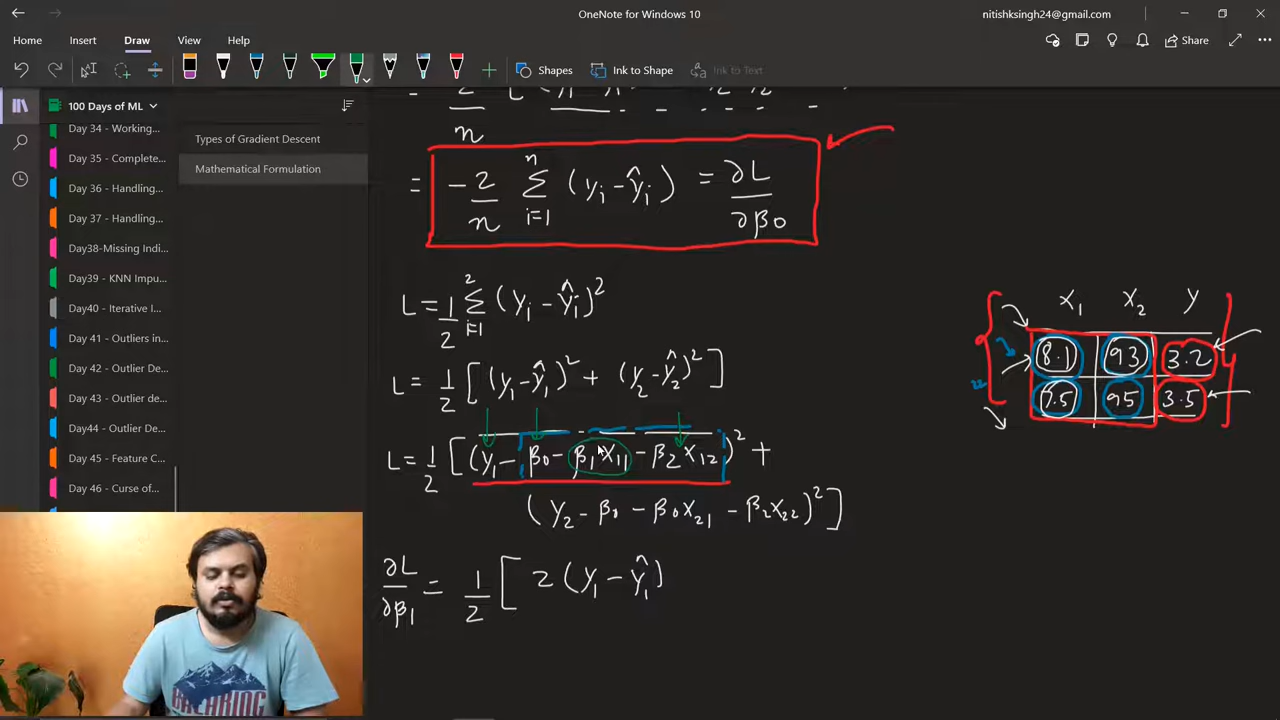 OneNote for Windows 10
nitishksingh24@gmail.com
Home Insert Draw View Help
Share
Shapes Ink to Shape Ink to Text
100 Days of ML
Day 34 - Working...
Day 35 - Complete...
Day 36 - Handling...
Day 37 - Handling...
Day38-Missing Indi...
Day39 - KNN Impu...
Day40 - Iterative I...
Day 41 - Outliers in...
Day 42 - Outlier De...
Day 43 - Outlier de...
Day44 - Outlier De...
Day 45 - Feature C...
Day 46 - Curse of...
Types of Gradient Descent
Mathematical Formulation
n
= -2/n Σ_{i=1}^{n} (yᵢ - ŷᵢ) = ∂L/∂β₀
L = 1/2 Σ_{i=1}^{2} (yᵢ - ŷᵢ)²
L = 1/2 [(y₁ - ŷ₁)² + (y₂ - ŷ₂)²]
L = 1/2 [(y₁ - β₀ - β₁X₁₁ - β₂X₁₂)² +
(y₂ - β₀ - β₀X₂₁ - β₂X₂₂)²]
∂L/∂β₁ = 1/2 [ 2(y₁ - ŷ₁)
X₁ X₂ Y
8.1 93 3.2
7.5 95 3.5
BREAKING